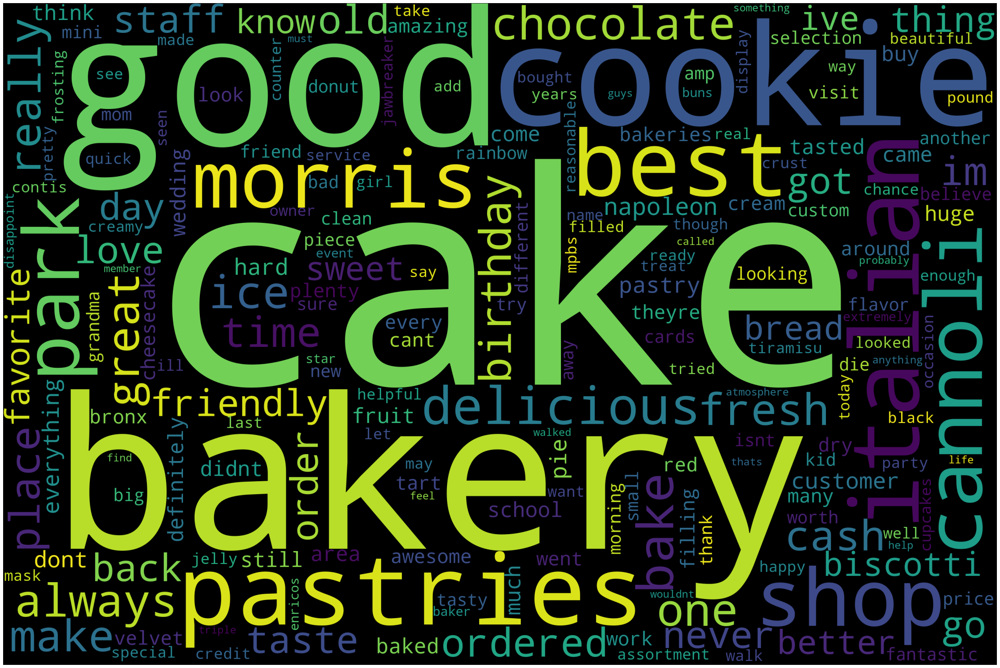 think
staff
know
old
take
amazing
chocolate
something
ive
thing
mini
made
must
selection
beautiful
really
good
cookie
frosting
see
look
counter
donut
jawbreaker
add
bought
years
guys
amp
buns
display
way
visit
buy
pound
mom
seen
quick
pretty
contis
wedding
friend
service
come
rainbow
reasonables
bakeries
real
best
tasted
another
came
crust
morris
bad
girl
got
im
chance
believe
park
day
creamy
disappoint
owner
clean
birthday
different
name
filled
napoleon
cream
custom
huge
italian
cannoli
love
member
piece
event
hard
sweet
say
cake
mpbs
though
called
ready
treat
looking
around
probably
enough
favorite
grandma
great
cheesecake
ill
ice
plenty
sure
time
every
cant
star
new
try
away
pastry
theyre
cards
tried
bread
tiramisu
flavor
extremely
looked
occasion
anything
die
today
everything
bronx
friendly
last
helpful
fruit
delicious
fresh
atmosphere
black
place
definitely
find
big
didnt
order
let
walked
may
tart
feel
pie
want
school
bakery
morning
small
red
bake
filling
thank
isnt
thats
dry
kid
party
life
customer
many
worth
cash
well
help
cupcakes
dont
mask
back
jelly
still
area
awesome
went
happy
biscotti
always
pastries
enricos
tasty
baker
much
wouldnt
one
shop
price
make
velvet
special
triple
credit
taste
baked
ordered
work
assortment
never
walk
better
go
fantastic